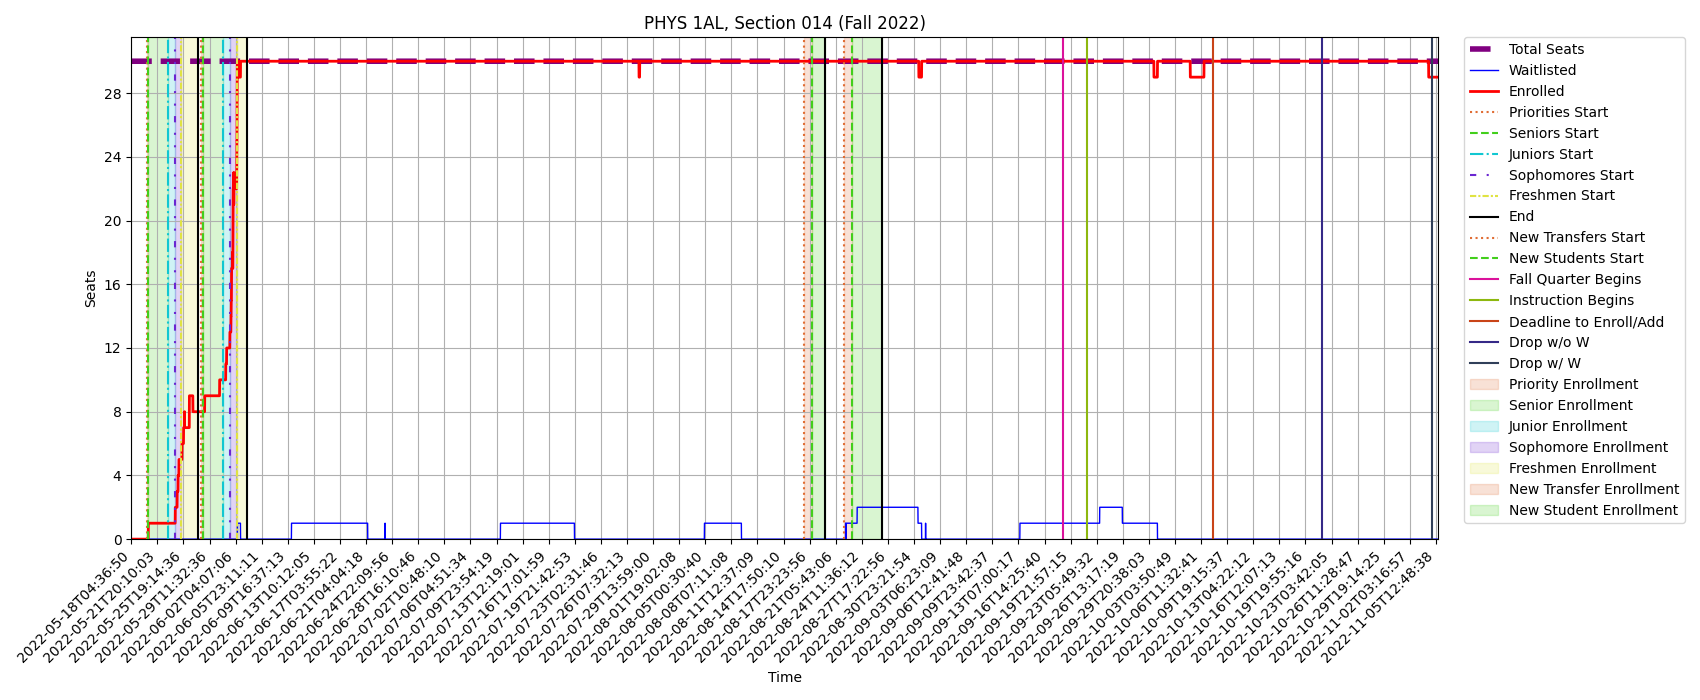 PHYS 1AL, Section 014 (Fall 2022)
Seats
28
24
20
16
12
8
4
0
2022-05-18T04:36:50
2022-05-21T20:10:03
2022-05-25T19:14:36
2022-05-29T11:32:36
2022-06-02T04:07:06
2022-06-05T23:11:11
2022-06-09T16:37:13
2022-06-13T10:12:05
2022-06-17T03:55:22
2022-06-21T04:04:18
2022-06-24T22:09:56
2022-06-28T16:10:46
2022-07-02T10:48:10
2022-07-06T04:51:34
2022-07-09T23:54:19
2022-07-13T12:19:01
2022-07-16T17:01:59
2022-07-19T21:42:53
2022-07-23T02:31:46
2022-07-26T07:32:13
2022-07-29T13:59:00
2022-08-01T19:02:08
2022-08-05T00:30:40
2022-08-08T07:11:08
2022-08-11T12:37:09
2022-08-14T17:50:10
2022-08-17T23:23:56
2022-08-21T05:43:06
2022-08-24T11:36:12
2022-08-27T17:22:56
2022-08-30T23:21:54
2022-09-03T06:23:09
2022-09-06T12:41:48
2022-09-09T23:42:37
2022-09-13T07:00:17
2022-09-16T14:25:40
2022-09-19T21:57:15
2022-09-23T05:49:32
2022-09-26T13:17:19
2022-09-29T20:38:03
2022-10-03T03:50:49
2022-10-06T11:32:41
2022-10-09T19:15:37
2022-10-13T04:22:12
2022-10-16T12:07:13
2022-10-19T19:55:16
2022-10-23T03:42:05
2022-10-26T11:28:47
2022-10-29T19:14:25
2022-11-02T03:16:57
2022-11-05T12:48:38
Time
Total Seats
Waitlisted
Enrolled
Priorities Start
Seniors Start
Juniors Start
Sophomores Start
Freshmen Start
End
New Transfers Start
New Students Start
Fall Quarter Begins
Instruction Begins
Deadline to Enroll/Add
Drop w/o W
Drop w/ W
Priority Enrollment
Senior Enrollment
Junior Enrollment
Sophomore Enrollment
Freshmen Enrollment
New Transfer Enrollment
New Student Enrollment